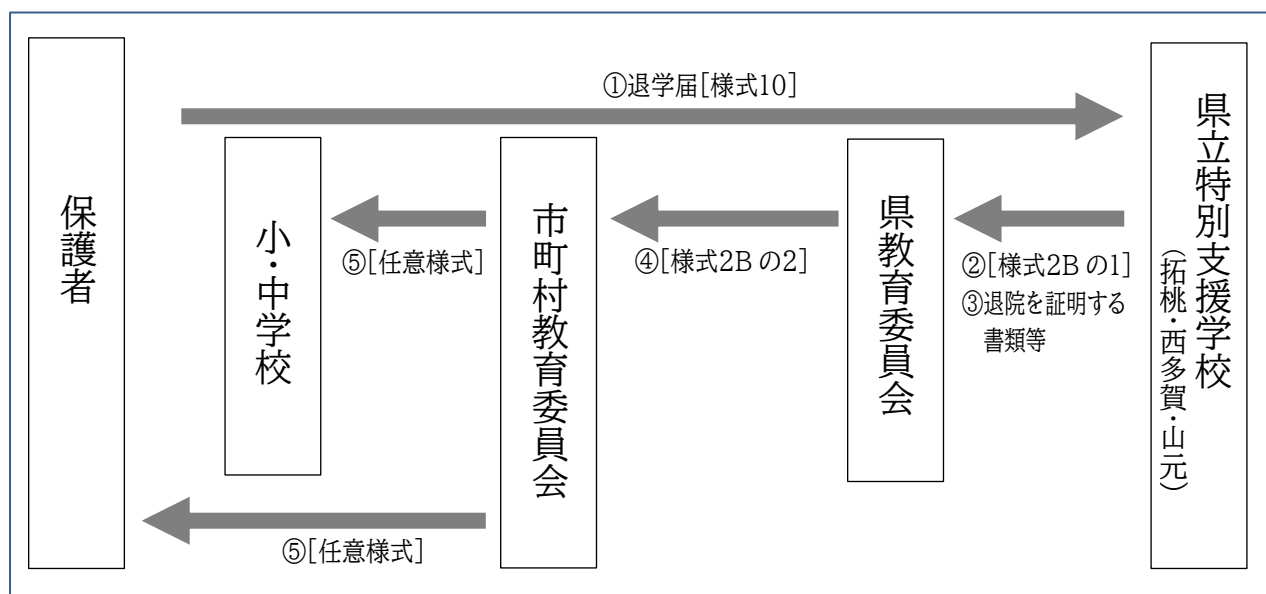 ①退学届[様式10]
保護者
小・中学校
⑤[任意様式]
市町村教育委員会
④[様式2Bの2]
県教育委員会
②[様式2Bの1]
③退院を証明する
書類等
県立特別支援学校
(拓桃・西多賀・山元)
⑤[任意様式]